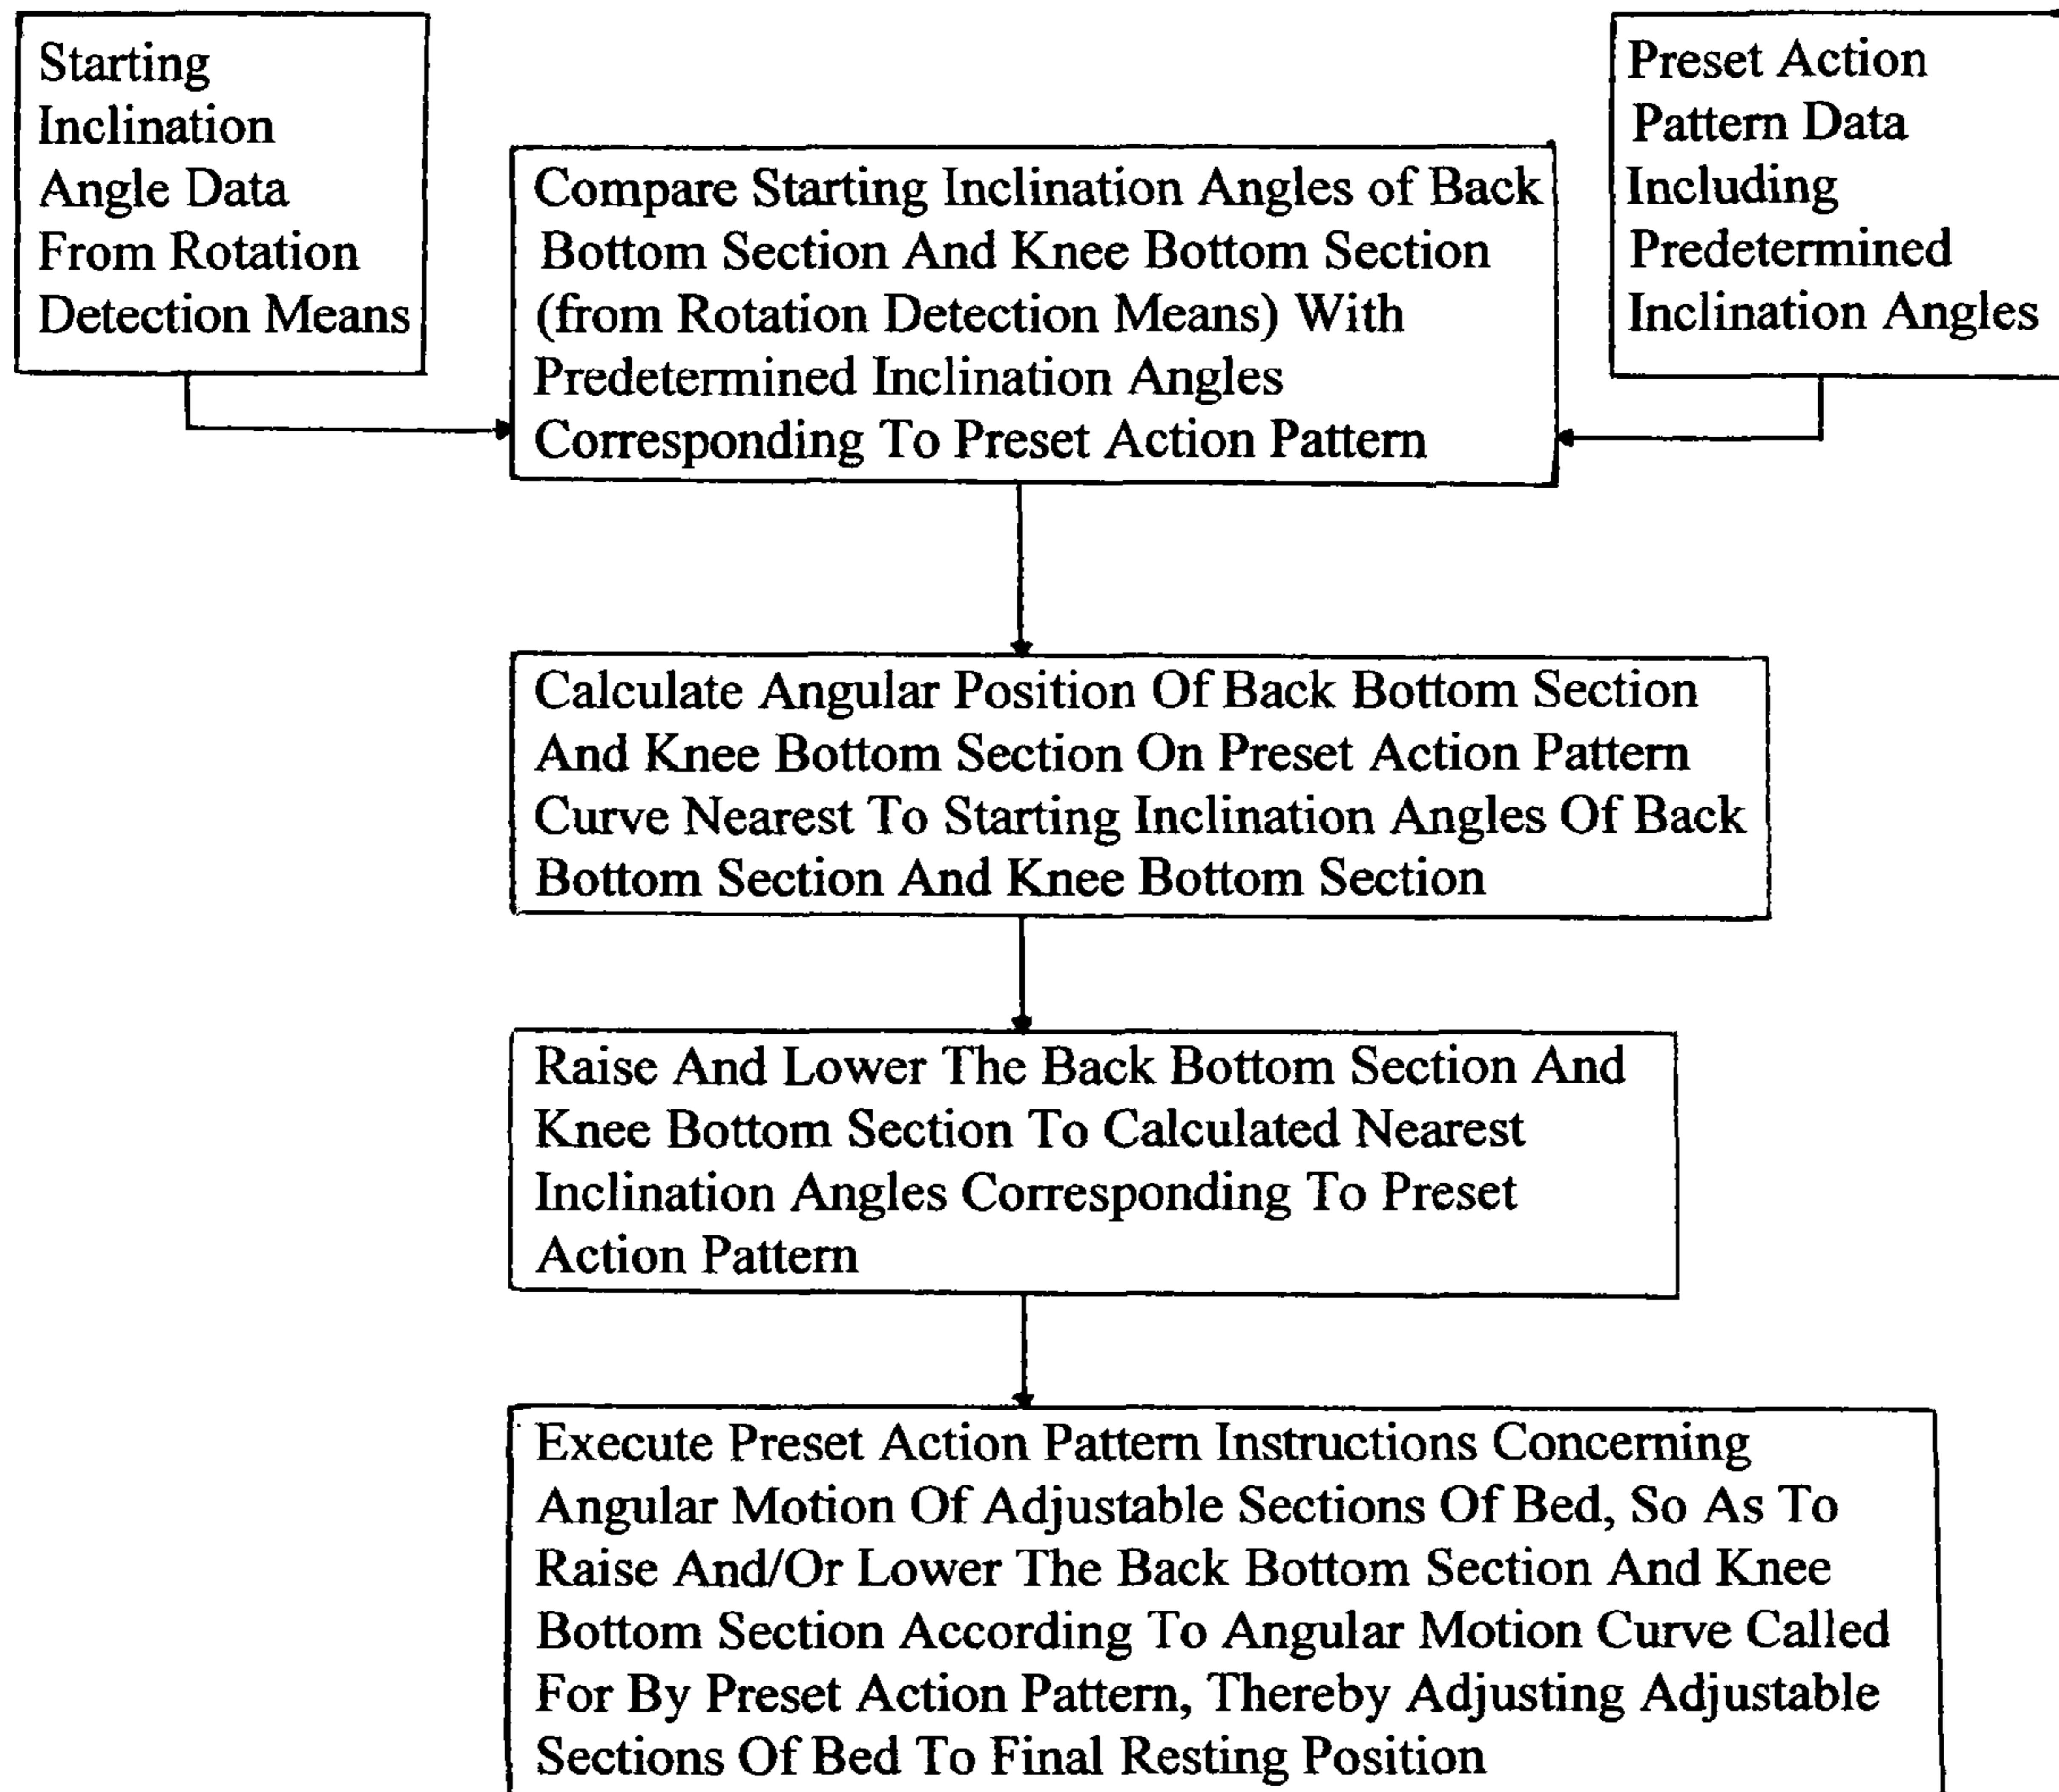 Starting
Inclination
Angle Data
From Rotation
Detection Means
Preset Action
Pattern Data
Including
Predetermined
Inclination Angles
Compare Starting Inclination Angles of Back
Bottom Section And Knee Bottom Section
(from Rotation Detection Means) With
Predetermined Inclination Angles
Corresponding To Preset Action Pattern
Calculate Angular Position Of Back Bottom Section
And Knee Bottom Section On Preset Action Pattern
Curve Nearest To Starting Inclination Angles Of Back
Bottom Section And Knee Bottom Section
Raise And Lower The Back Bottom Section And
Knee Bottom Section To Calculated Nearest
Inclination Angles Corresponding To Preset
Action Pattern
Execute Preset Action Pattern Instructions Concerning
Angular Motion Of Adjustable Sections Of Bed, So As To
Raise And/Or Lower The Back Bottom Section And Knee
Bottom Section According To Angular Motion Curve Called
For By Preset Action Pattern, Thereby Adjusting Adjustable
Sections Of Bed To Final Resting Position